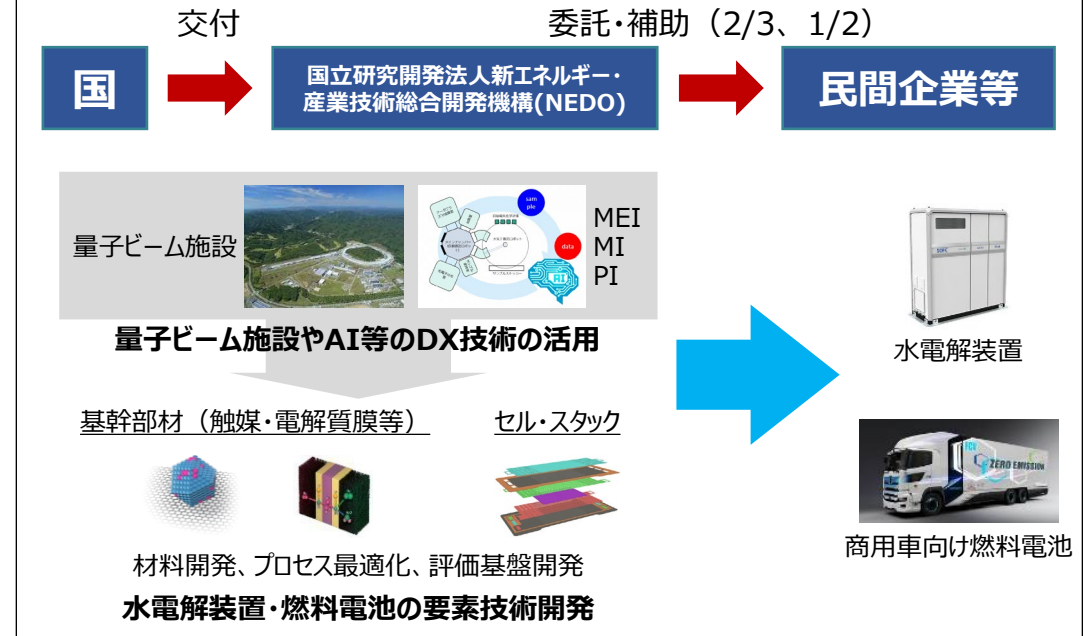 交付
委託・補助（2/3、1/2）
国
国立研究開発法人新エネルギー・
産業技術総合開発機構(NEDO)
民間企業等
量子ビーム施設
sam
ple
data
AI
MEI
MI
PI
量子ビーム施設やAI等のDX技術の活用
水電解装置
基幹部材（触媒・電解質膜等）
セル・スタック
FCV
ZERO EMISSION
材料開発、プロセス最適化、評価基盤開発
商用車向け燃料電池
水電解装置・燃料電池の要素技術開発